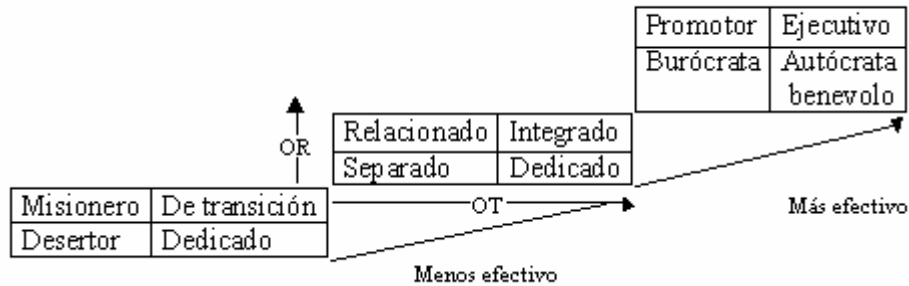 Promotor Ejecutivo
Burócrata Autócrata
benevolo
OR
Relacionado Integrado
Separado Dedicado
Misionero De transición
OT
Más efectivo
Desertor Dedicado
Menos efectivo